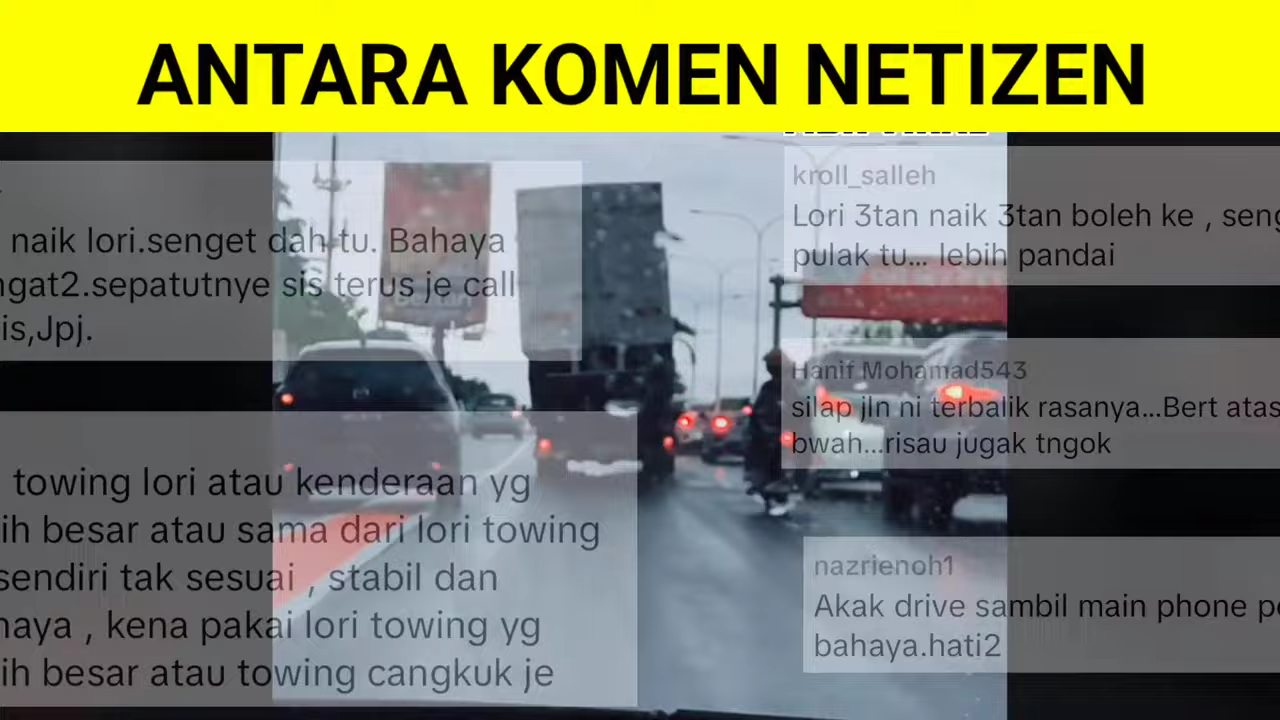 ANTARA KOMEN NETIZEN
naik lori.senget dah tu. Bahaya
ngat2.sepatutnye sis terus je call
is,Jpj.
towing lori atau kenderaan yg
ih besar atau sama dari lori towing
sendiri tak sesuai , stabil dan
haya , kena pakai lori towing yg
ih besar atau towing cangkuk je
kroll_salleh
Lori 3tan naik 3tan boleh ke , seng
pulak tu... lebih pandai
Hanif Mohamad543
silap jln ni terbalik rasanya...Bert atas
bwah...risau jugak tngok
nazrienoh1
Akak drive sambil main phone p
bahaya.hati2